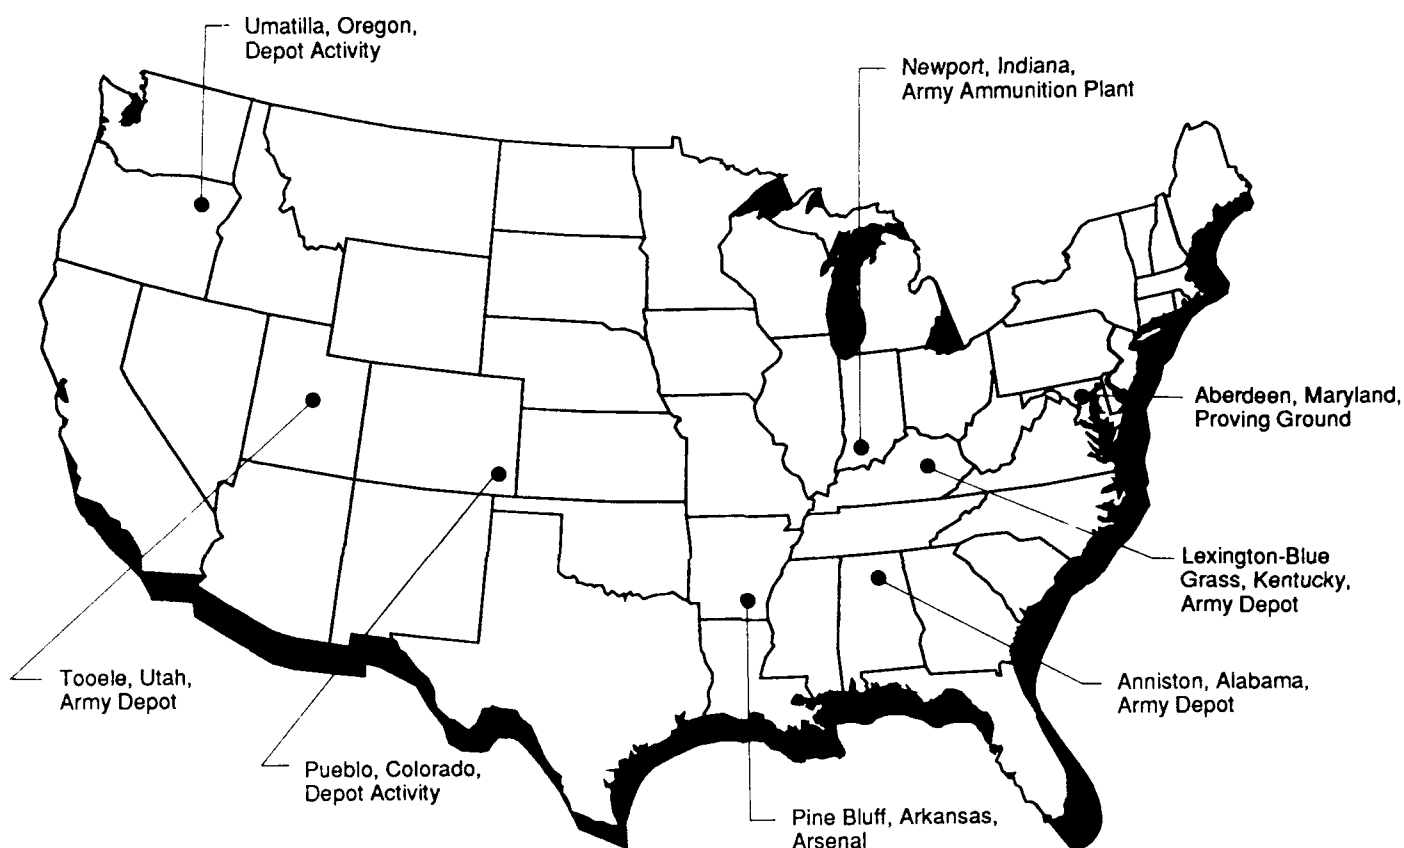 Umatilla, Oregon,
Depot Activity
Newport, Indiana,
Army Ammunition Plant
Aberdeen, Maryland,
Proving Ground
Lexington-Blue
Grass, Kentucky,
Army Depot
Tooele, Utah,
Army Depot
Anniston, Alabama,
Army Depot
Pueblo, Colorado,
Depot Activity
Pine Bluff, Arkansas,
Arsenal